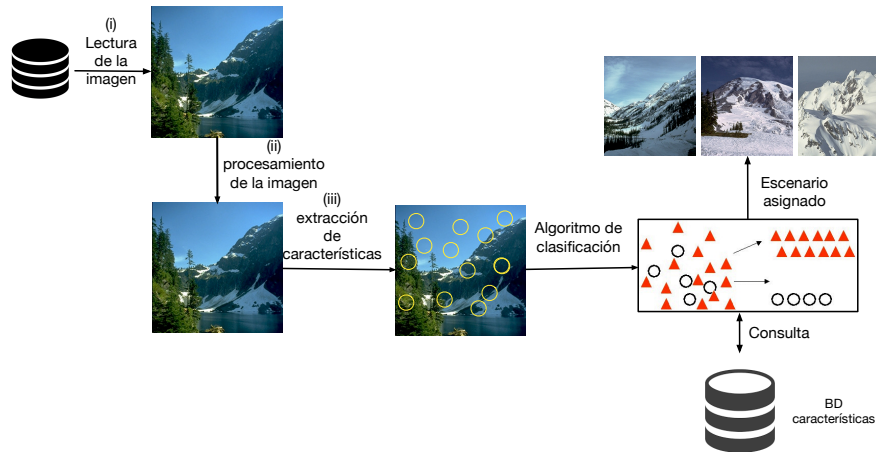 (i)
Lectura
de la
imagen
(ii)
procesamiento
de la imagen
(iii)
extracción
de
características
Algoritmo de
clasificación
Escenario
asignado
Consulta
BD
características